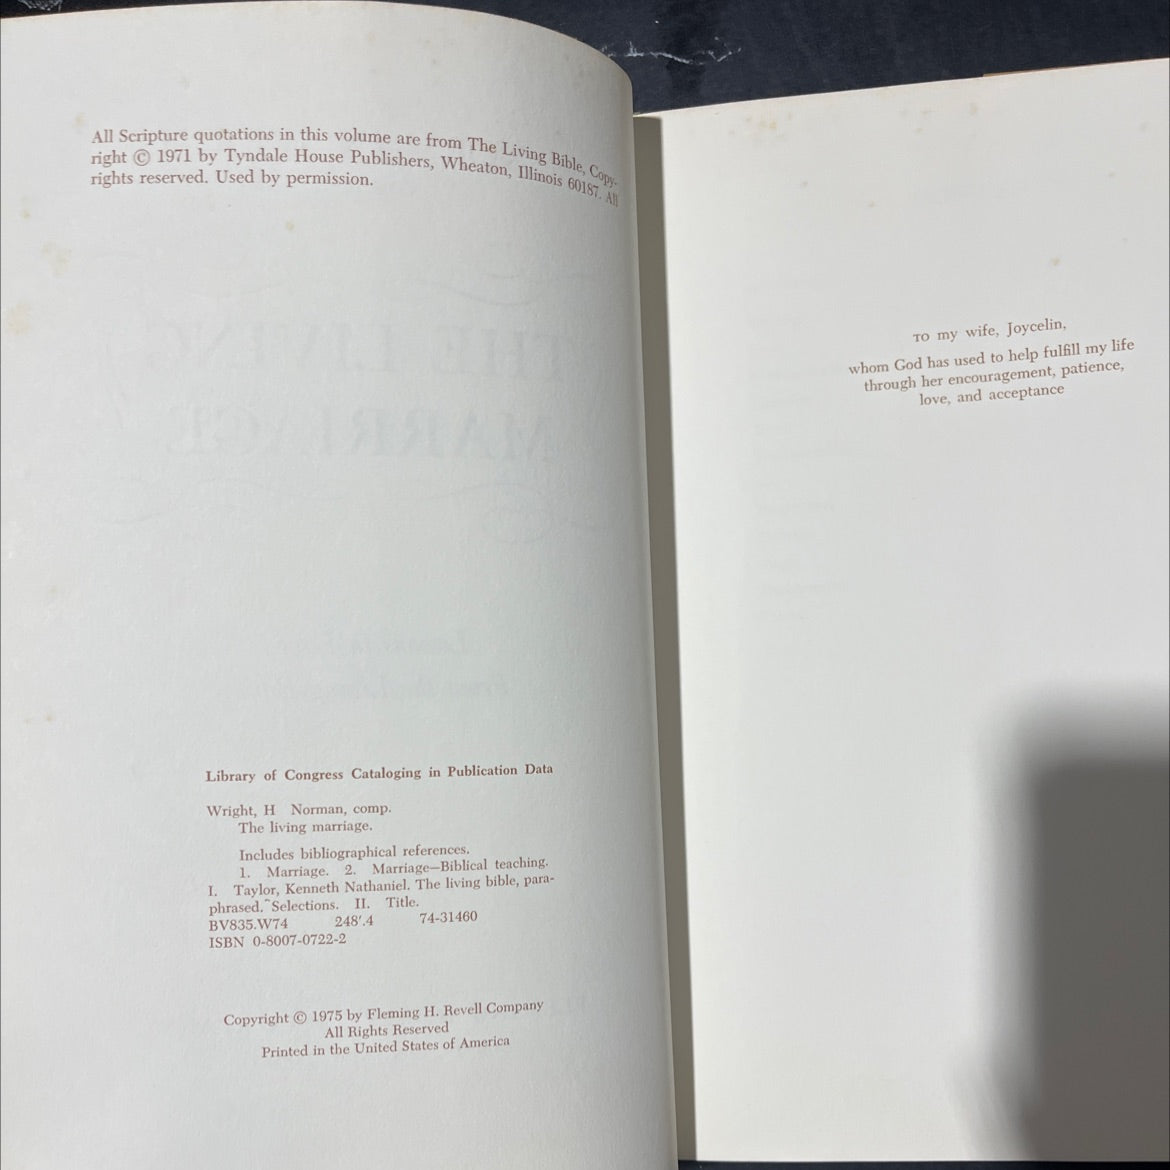 All Scripture quotations in this volume are from The Living Bible, Copy-
right © 1971 by Tyndale House Publishers, Wheaton, Illinois 60187. All
rights reserved. Used by permission.
THE LIVING
MARRIAGE
Library of Congress Cataloging in Publication Data
Wright, H Norman, comp.
The living marriage.
Includes bibliographical references.
1. Marriage. 2. Marriage—Biblical teaching.
I. Taylor, Kenneth Nathaniel. The living bible, para-
phrased. Selections. II. Title.
BV835.W74 248'.4 74-31460
ISBN 0-8007-0722-2
Copyright © 1975 by Fleming H. Revell Company
All Rights Reserved
Printed in the United States of America
TO my wife, Joycelin,
whom God has used to help fulfill my life
through her encouragement, patience,
love, and acceptance